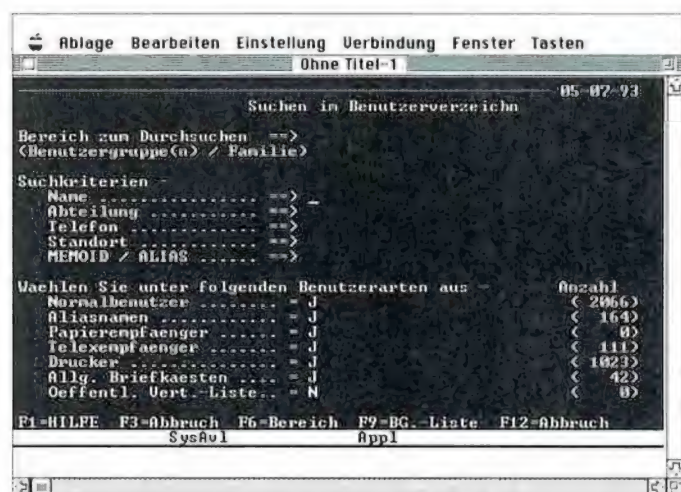 Ablage Bearbeiten Einstellung Verbindung Fenster Tasten
Ohne Titel-1
05-07-93
Suchen im Benutzerverzeichn
Bereich zum Durchsuchen ==>
(Benutzergruppe(n) / Familie)
Suchkriterien -
Name ................ ==> _
Abteilung ........... ==>
Telefon ............. ==>
Standort ............ ==>
MEMOID / ALIAS ...... ==>
Waehlen Sie unter folgenden Benutzerarten aus - Anzahl
Normalbenutzer ........ = J ( 2066)
Aliasnamen ............ = J ( 164)
Papierempfaenger ...... = J ( 0)
Telexempfaenger ....... = J ( 111)
Drucker ............... = J ( 1023)
Allg. Briefkaesten .... = J ( 42)
Oeffentl. Vert.-Liste.. = N ( 0)
F1=HILFE F3=Abbruch F6=Bereich F9=BG.-Liste F12=Abbruch
SysAvl Appl